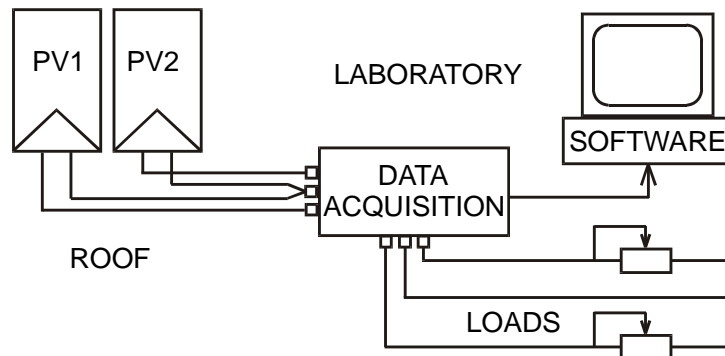 PV1
PV2
LABORATORY
SOFTWARE
DATA
ACQUISITION
ROOF
LOADS